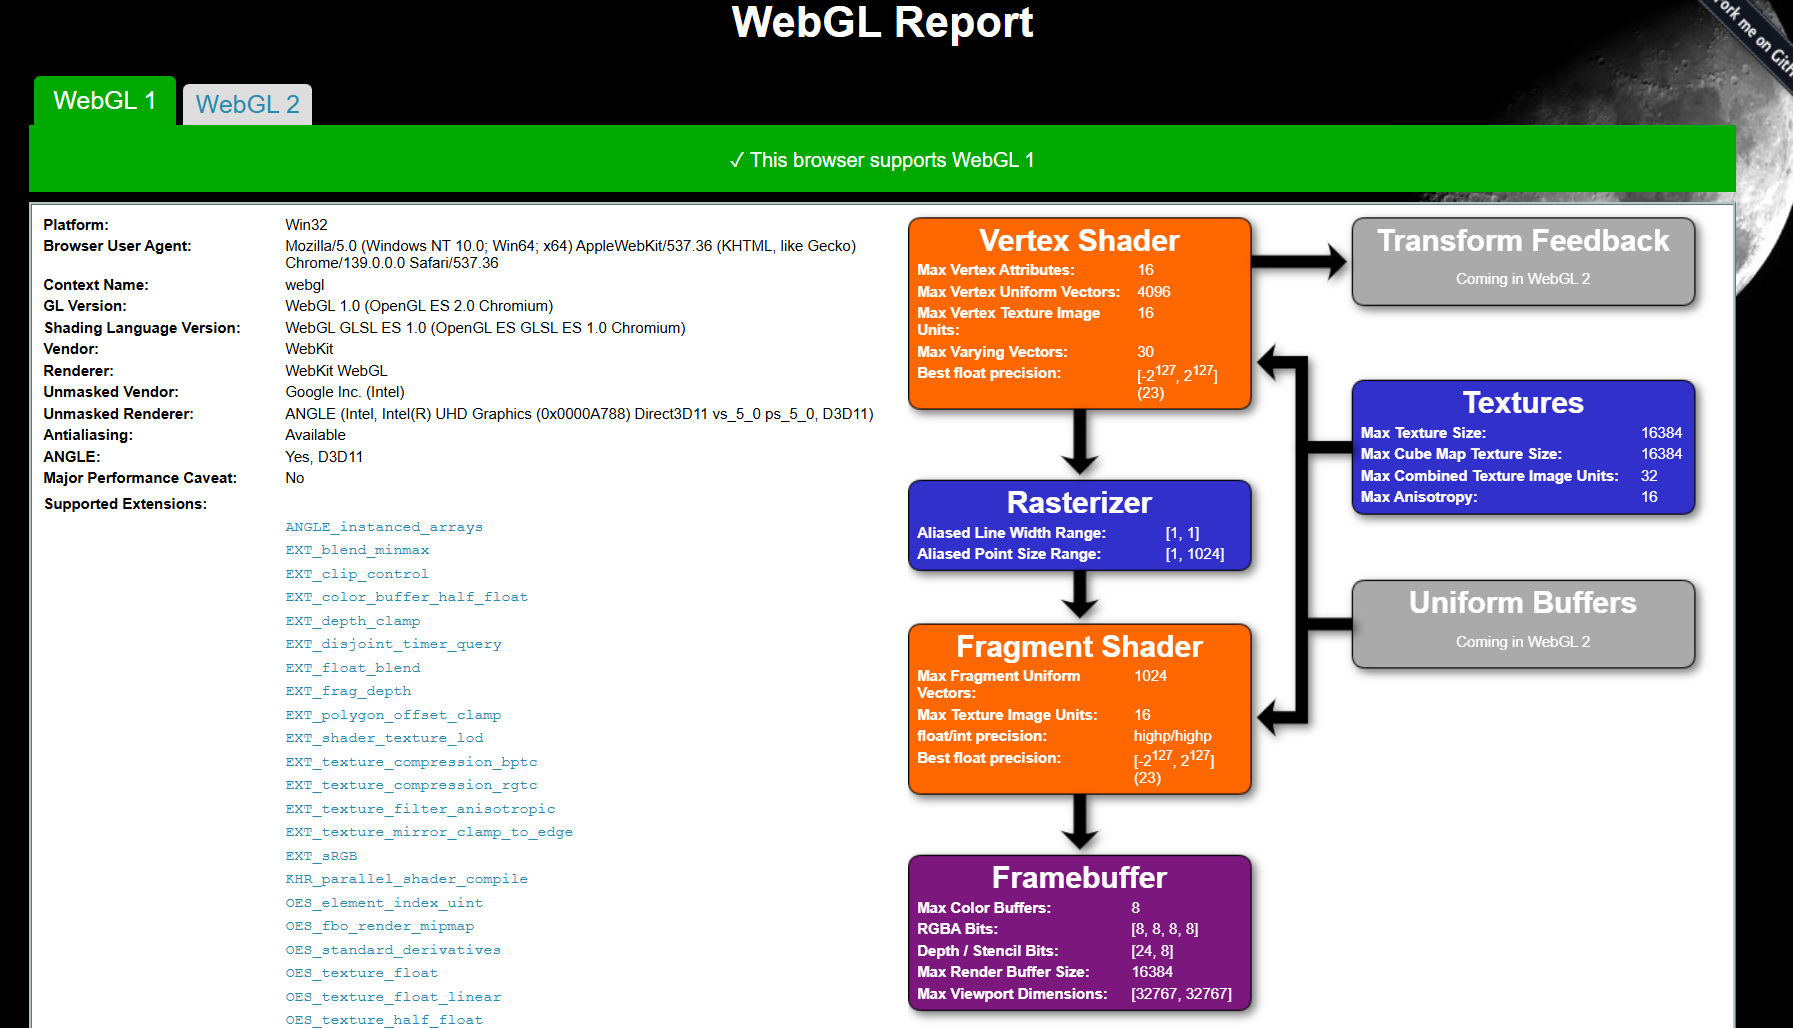 WebGL Report
Fork me on GitH
WebGL 1
WebGL 2
✓ This browser supports WebGL 1
Platform: Win32
Browser User Agent: Mozilla/5.0 (Windows NT 10.0; Win64; x64) AppleWebKit/537.36 (KHTML, like Gecko)
Chrome/139.0.0.0 Safari/537.36
Context Name: webgl
GL Version: WebGL 1.0 (OpenGL ES 2.0 Chromium)
Shading Language Version: WebGL GLSL ES 1.0 (OpenGL ES GLSL ES 1.0 Chromium)
Vendor: WebKit
Renderer: WebKit WebGL
Unmasked Vendor: Google Inc. (Intel)
Unmasked Renderer: ANGLE (Intel, Intel(R) UHD Graphics (0x0000A788) Direct3D11 vs_5_0 ps_5_0, D3D11)
Antialiasing: Available
ANGLE: Yes, D3D11
Major Performance Caveat: No
Supported Extensions:
ANGLE_instanced_arrays
EXT_blend_minmax
EXT_clip_control
EXT_color_buffer_half_float
EXT_depth_clamp
EXT_disjoint_timer_query
EXT_float_blend
EXT_frag_depth
EXT_polygon_offset_clamp
EXT_shader_texture_lod
EXT_texture_compression_bptc
EXT_texture_compression_rgtc
EXT_texture_filter_anisotropic
EXT_texture_mirror_clamp_to_edge
EXT_sRGB
KHR_parallel_shader_compile
OES_element_index_uint
OES_fbo_render_mipmap
OES_standard_derivatives
OES_texture_float
OES_texture_float_linear
OES_texture_half_float
Vertex Shader
Max Vertex Attributes: 16
Max Vertex Uniform Vectors: 4096
Max Vertex Texture Image 16
Units:
Max Varying Vectors: 30
Best float precision: [-2^127, 2^127]
(23)
Transform Feedback
Coming in WebGL 2
Textures
Max Texture Size: 16384
Max Cube Map Texture Size: 16384
Max Combined Texture Image Units: 32
Max Anisotropy: 16
Rasterizer
Aliased Line Width Range: [1, 1]
Aliased Point Size Range: [1, 1024]
Uniform Buffers
Coming in WebGL 2
Fragment Shader
Max Fragment Uniform 1024
Vectors:
Max Texture Image Units: 16
float/int precision: highp/highp
Best float precision: [-2^127, 2^127]
(23)
Framebuffer
Max Color Buffers: 8
RGBA Bits: [8, 8, 8, 8]
Depth / Stencil Bits: [24, 8]
Max Render Buffer Size: 16384
Max Viewport Dimensions: [32767, 32767]